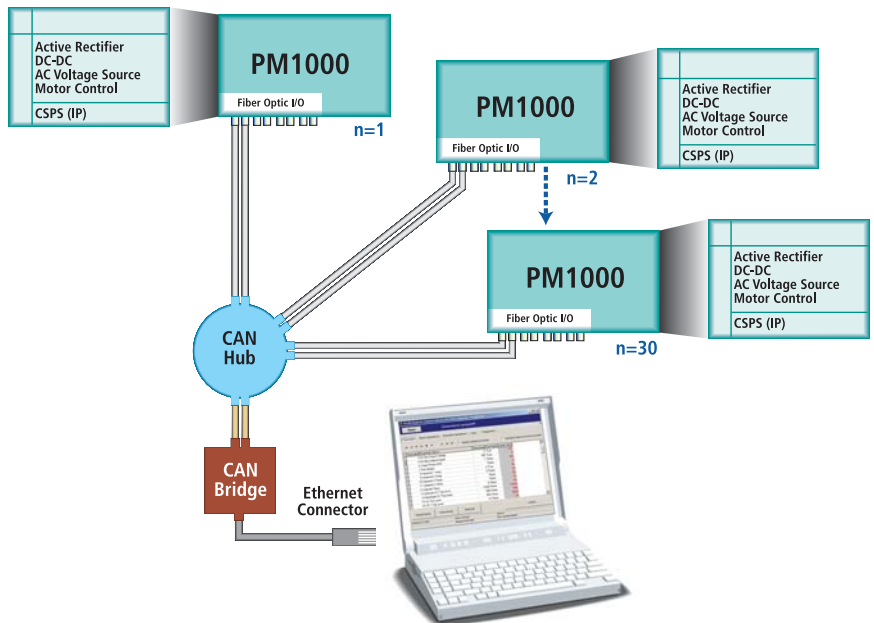 Active Rectifier
DC-DC
AC Voltage Source
Motor Control
CSPS (IP)
PM1000
Fiber Optic I/O
n=1
PM1000
Fiber Optic I/O
n=2
Active Rectifier
DC-DC
AC Voltage Source
Motor Control
CSPS (IP)
PM1000
Fiber Optic I/O
n=30
Active Rectifier
DC-DC
AC Voltage Source
Motor Control
CSPS (IP)
CAN
Hub
CAN
Bridge
Ethernet
Connector